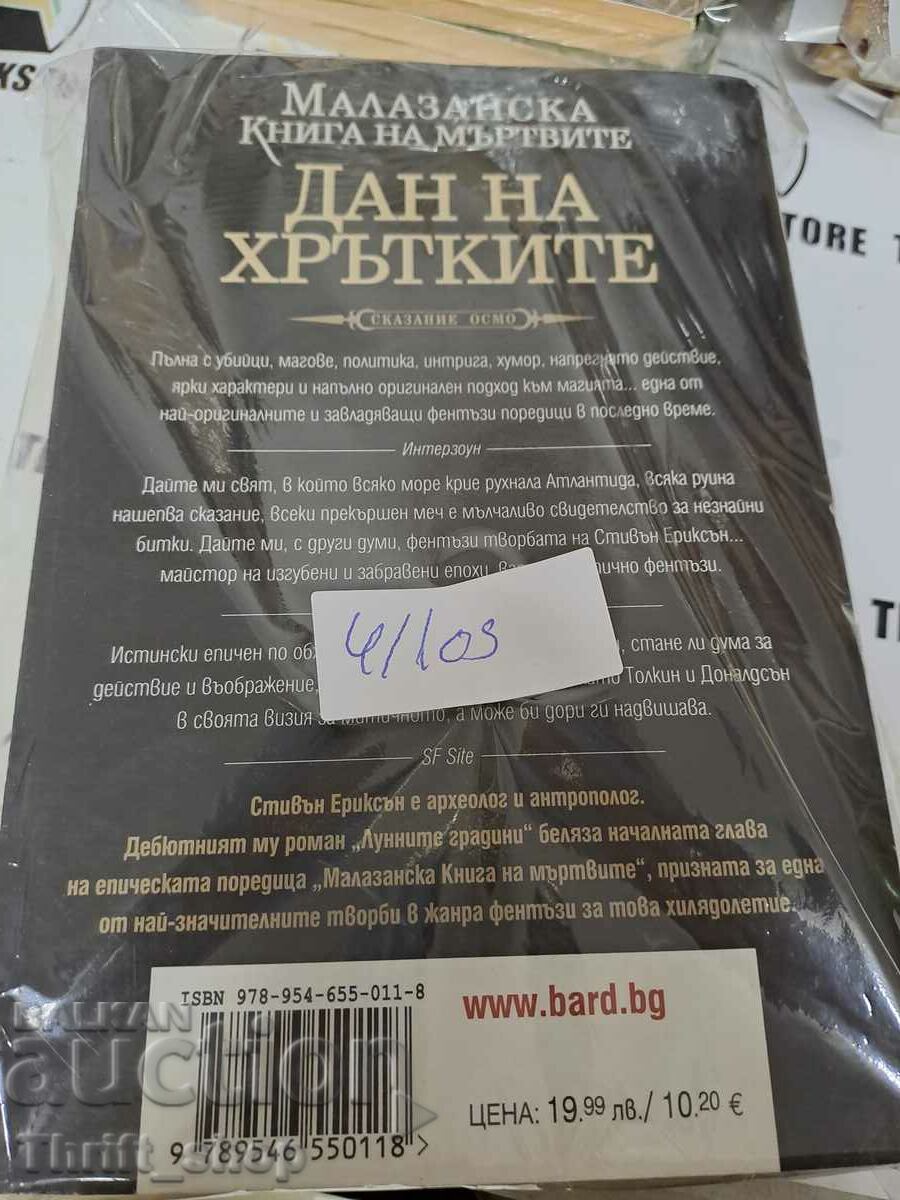 МАЛАЗАНСКА
КНИГА НА МЪРТВИТЕ
ДАН НА
ХРЪТКИТЕ
СКАЗАНИЕ ОСМО
Пълна с убийци, магове, политика, интрига, хумор, напрегнато действие,
ярки характери и напълно оригинален подход към магията... една от
най-оригиналните и завладяващи фентъзи поредици в последно време.
Интерзоун
Дайте ми свят, в който всяко море крие рухнала Атлантида, всяка руина
нашепва сказание, всеки прекършен меч е мълчаливо свидетелство за незнайни
битки. Дайте ми, с други думи, фентъзи творбата на Стивън Ериксън...
майстор на изгубени и забравени епохи, фентъзи.
4/1 05
Истински епичен по стане ли дума за
действие и въображение, Толкин и Доналдсън
в своята визия за митичното, а може би дори ги надвишава.
SF Site
Стивън Ериксън е археолог и антрополог.
Дебютният му роман „Лунните градини“ беляза началната глава
на епическата поредица „Малазанска Книга на мъртвите“, призната за една
от най-значителните творби в жанра фентъзи за това хилядолетие.
ISBN 978-954-655-011-8
www.bard.bg
ЦЕНА: 19.99 лв./ 10.20 €
9 789546 550118 >
BALKAN
auction
Thrift_shop
KS
TORE T